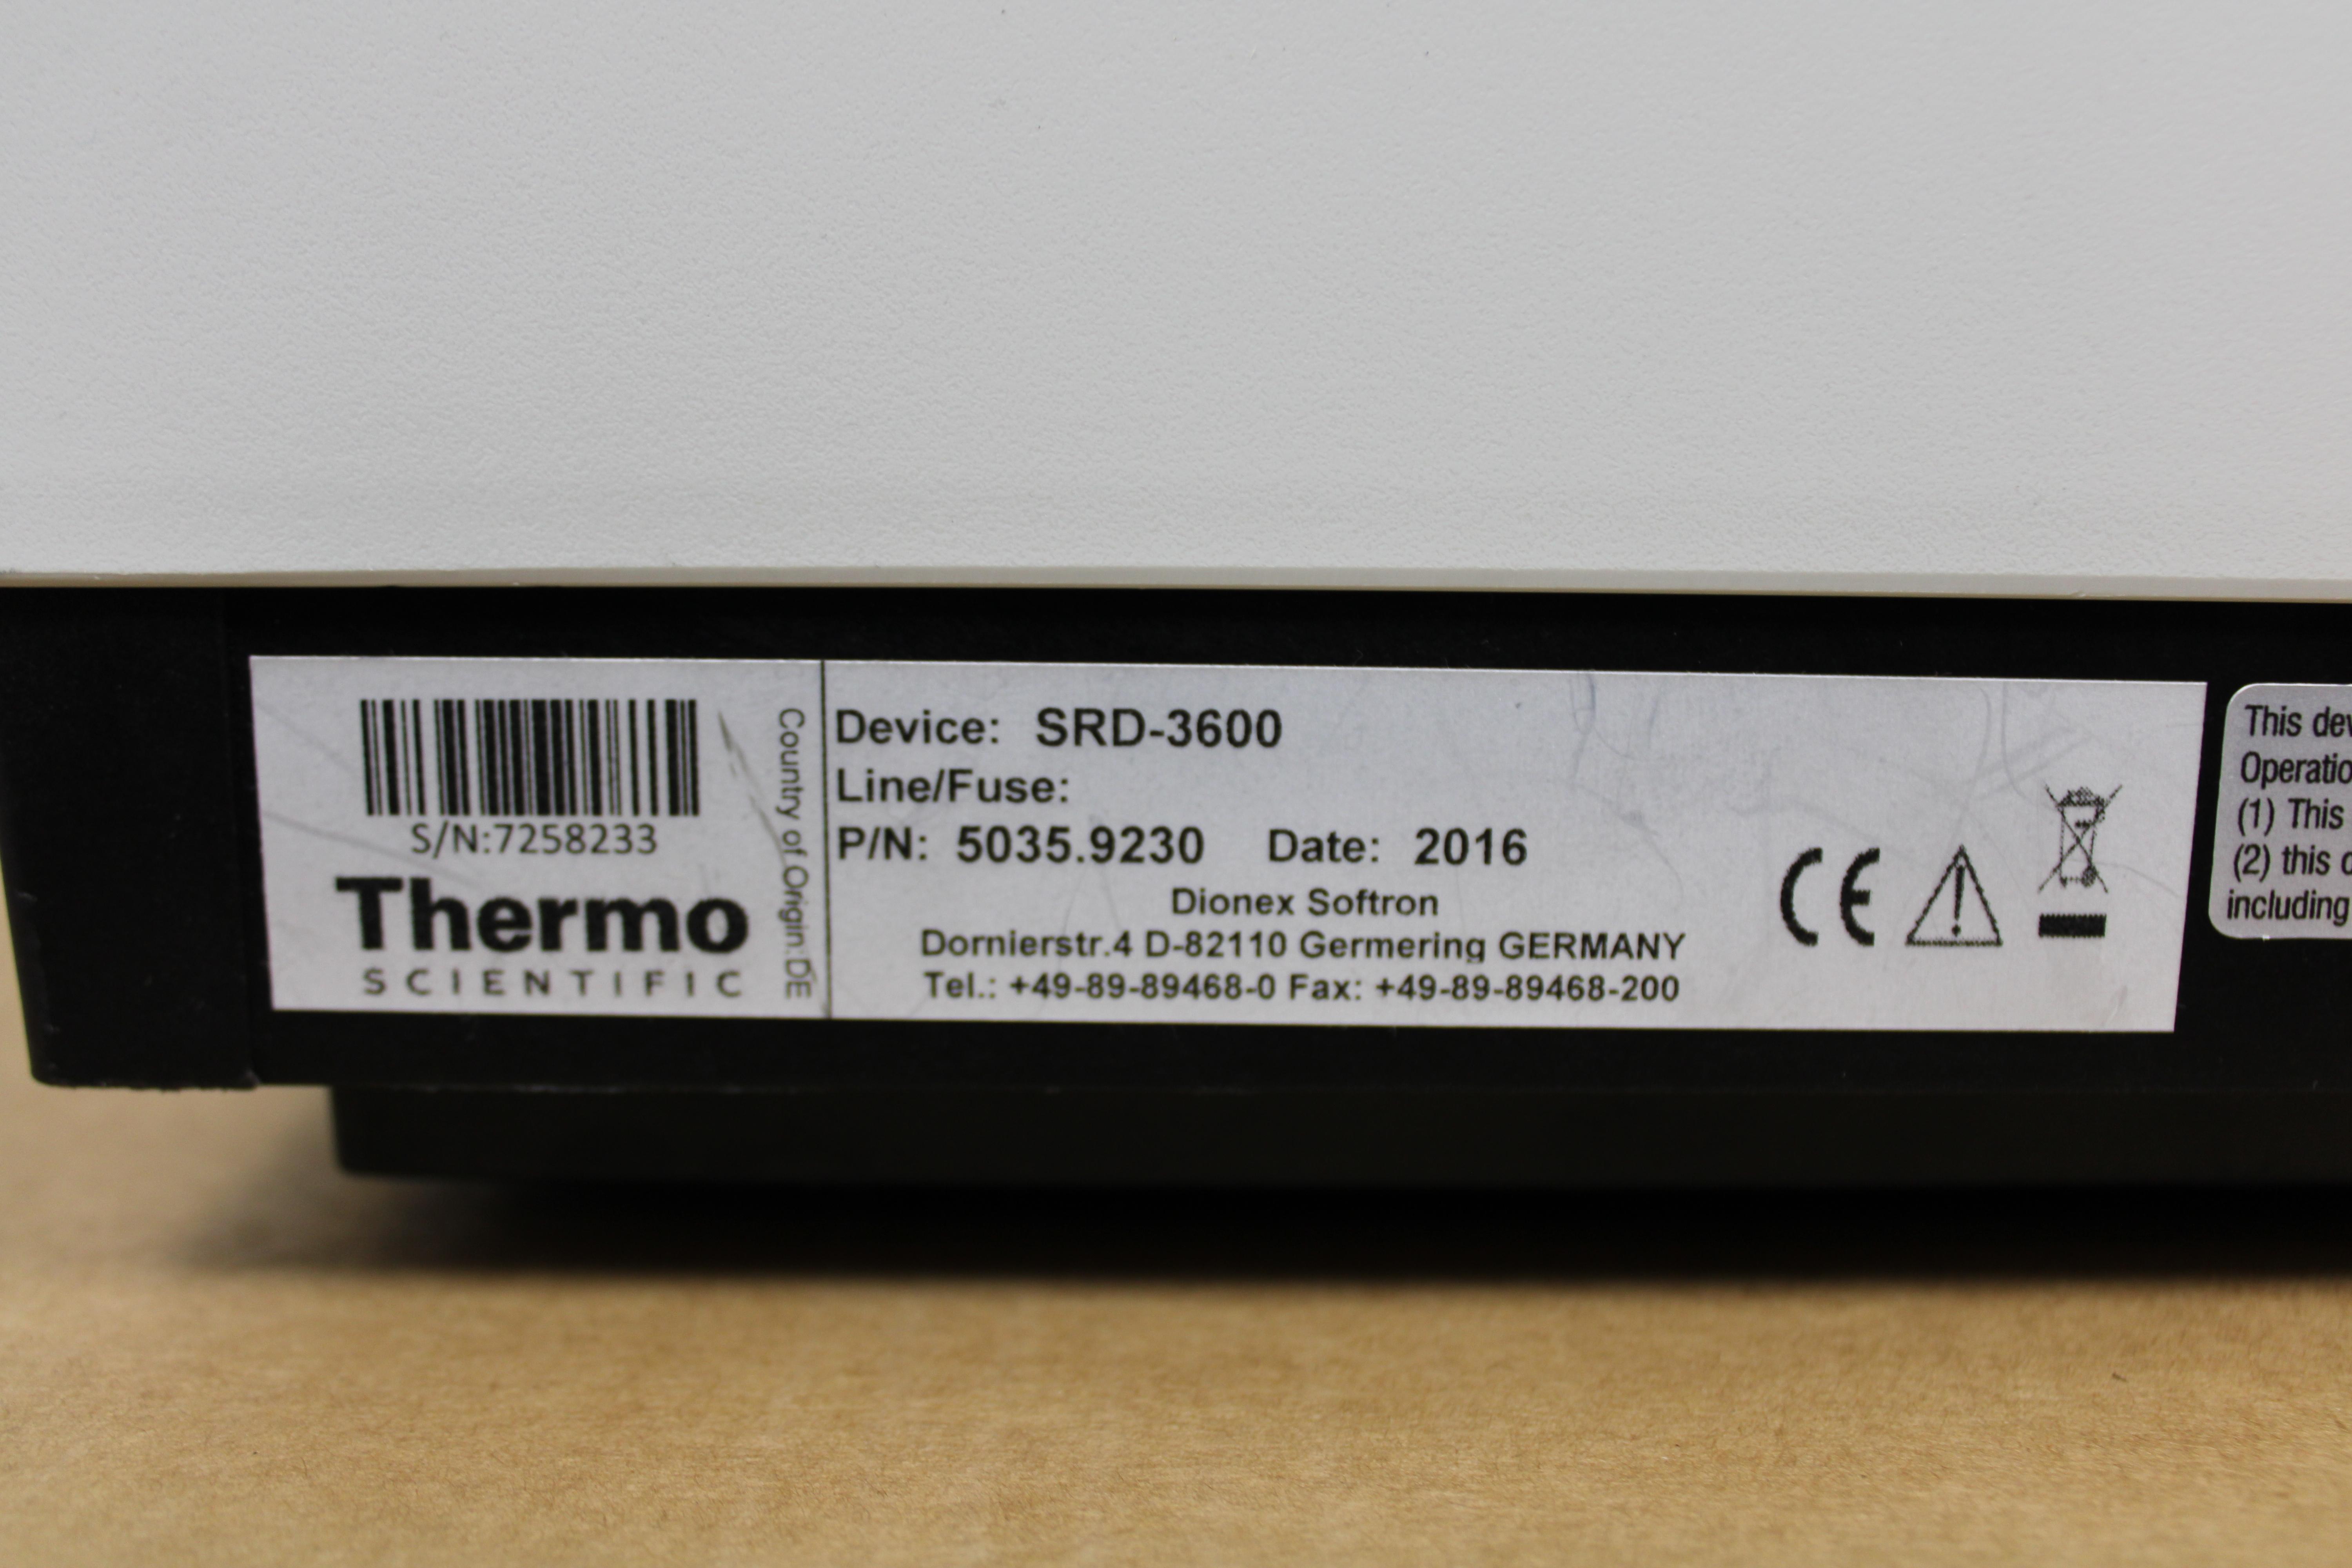 S/N:7258233
Thermo
SCIENTIFIC
Country of Origin:DE
Device: SRD-3600
Line/Fuse:
P/N: 5035.9230 Date: 2016
Dionex Softron
Dornierstr.4 D-82110 Germering GERMANY
Tel.: +49-89-89468-0 Fax: +49-89-89468-200
CE
This
(1) This
(2) this
including